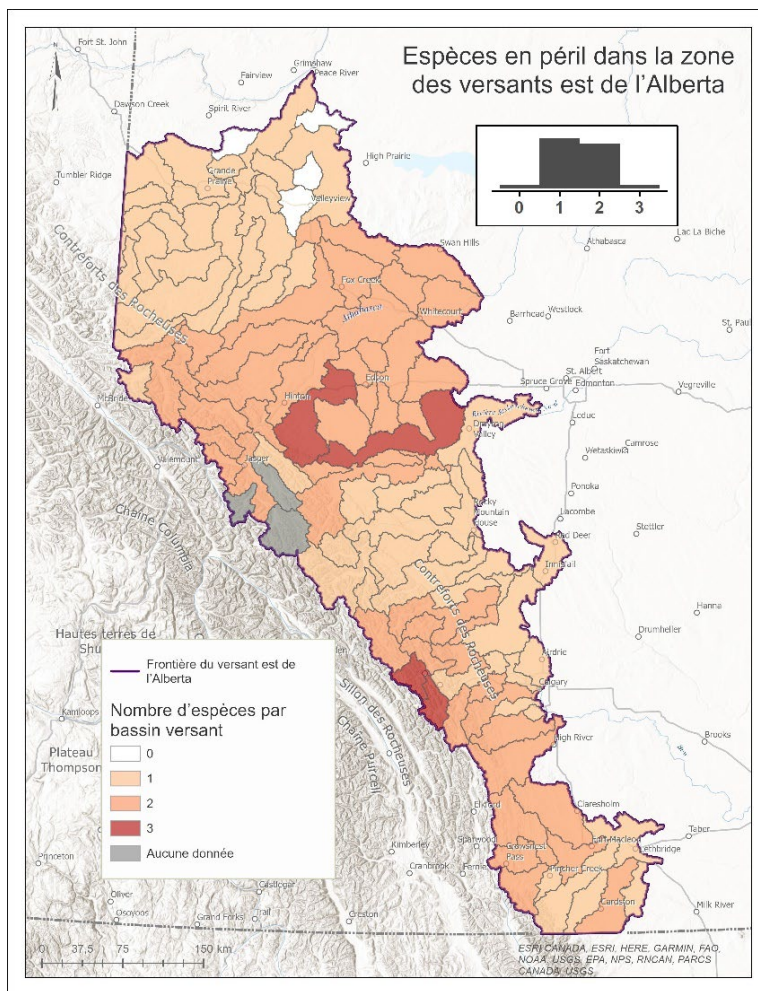 Espèces en péril dans la zone
des versants est de l'Alberta
0 1 2 3
Fort St. John
Grimshaw
Peace River
Fairview
Dawson Creek
Spirit River
High Prairie
Tumbler Ridge
Grande
Prairie
Valleyview
Lac La Biche
Swan Hills
Athabasca
Contreforts des Rocheuses
Fox Creek
Athabasca
Whitecourt
Westlock
Barrhead
St. Paul
Fort
Saskatchewan
St. Albert
Edson
Spruce Grove
Edmonton
Vegreville
Hinton
McBride
Leduc
Drayton
Valley
Camrose
Wetaskiwin
Valemount
Jasper
Ponoka
Rocky
Mountain
House
Lacombe
Chaîne Columbia
Red Deer
Stettler
Innisfail
Contreforts des Rocheuses
Hanna
Hautes terres de
Shu
Drumheller
Airdrie
Calgary
Frontière du versant est de
l'Alberta
Nombre d'espèces par
bassin versant
0
1
2
3
Aucune donnée
Sillon des Rocheuses
Chaîne Purcell
Kamloops
Plateau
Thompson
High River
Brooks
Claresholm
Elkford
Sparwood
Fort Macleod
Taber
Lethbridge
Crowsnest
Pass
Kimberley
Princeton
Cranbrook
Fernie
Pincher Creek
Castlegar
Cardston
Oliver
Osoyoos
Grand Forks
Trail
Creston
Milk River
0 37,5 75 150 km
ESRI CANADA, ESRI, HERE, GARMIN, FAO,
NOAA, USGS, EPA, NPS, RNCAN, PARCS
CANADA, USGS